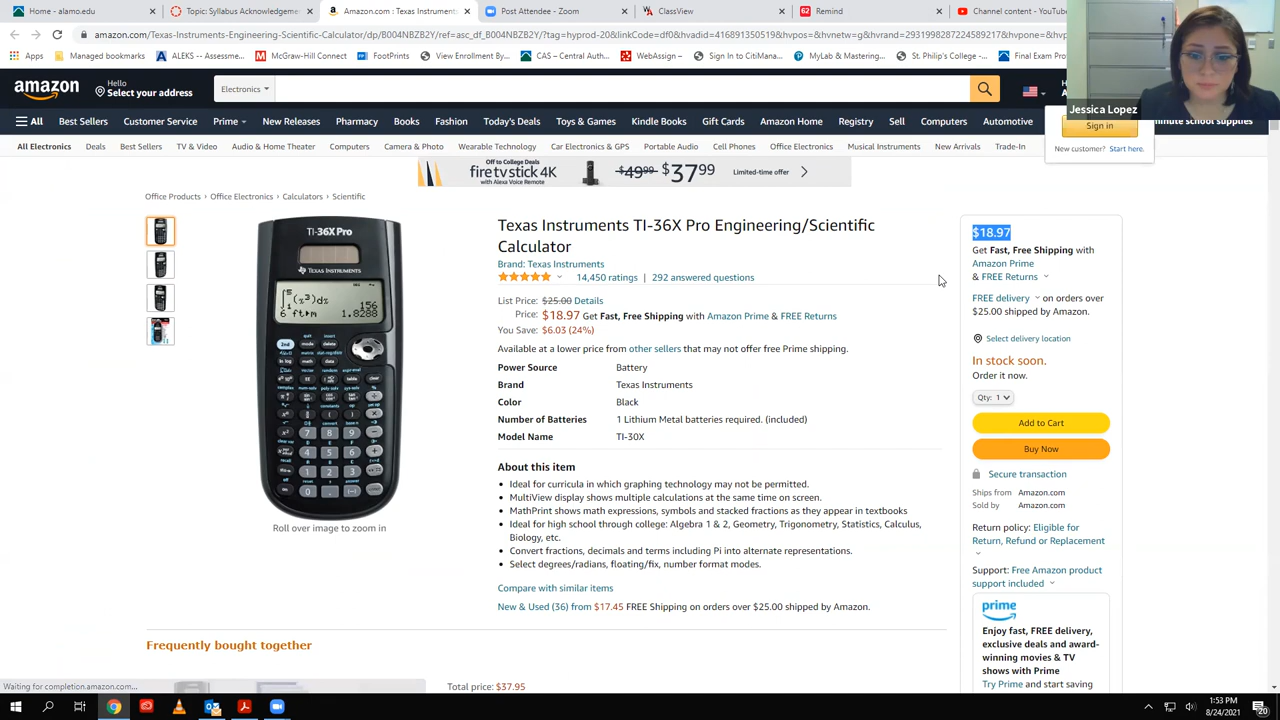 Home - alamo.edu
Topic: Syllabus Acknowledgeme
Amazon.com : Texas Instruments
Post Attendee - Zoom
ClassView
Remind
Channel content - YouTube
amazon.com/Texas-Instruments-Engineering-Scientific-Calculator/dp/B004NBZB2Y/ref=asc_df_B004NBZB2Y/?tag=hyprod-20&linkCode=df0&hvadid=416891350519&hvpos=&hvnetw=g&hvrand=2931998287224589217&hvpone=
Apps
Managed bookmarks
ALEKS -- Assessme...
McGraw-Hill Connect
FootPrints
View Enrollment By...
CAS – Central Auth...
WebAssign –
Sign In to CitiMana...
MyLab & Mastering...
St. Philip's College -...
Final Exam Pro
Jessica Lopez
amazon
Hello
Select your address
Electronics
All
Best Sellers
Customer Service
Prime
New Releases
Pharmacy
Books
Fashion
Today's Deals
Toys & Games
Kindle Books
Gift Cards
Amazon Home
Registry
Sell
Coupons
Computers
Automotive
minute school supplies
Sign in
New customer? Start here.
All Electronics
Deals
Best Sellers
TV & Video
Audio & Home Theater
Computers
Camera & Photo
Wearable Technology
Car Electronics & GPS
Portable Audio
Cell Phones
Office Electronics
Musical Instruments
New Arrivals
Trade-In
Off to College Deals
fire tv stick 4K
with Alexa Voice Remote
$49.99 $37.99
Limited-time offer
Office Products › Office Electronics › Calculators › Scientific
TI-36X Pro
TEXAS INSTRUMENTS
Roll over image to zoom in
Texas Instruments TI-36X Pro Engineering/Scientific
Calculator
Brand: Texas Instruments
14,450 ratings | 292 answered questions
List Price: $25.00 Details
Price: $18.97 Get Fast, Free Shipping with Amazon Prime & FREE Returns
You Save: $6.03 (24%)
Available at a lower price from other sellers that may not offer free Prime shipping.
Power Source Battery
Brand Texas Instruments
Color Black
Number of Batteries 1 Lithium Metal batteries required. (included)
Model Name TI-30X
About this item
• Ideal for curricula in which graphing technology may not be permitted.
• MultiView display shows multiple calculations at the same time on screen.
• MathPrint shows math expressions, symbols and stacked fractions as they appear in textbooks
• Ideal for high school through college: Algebra 1 & 2, Geometry, Trigonometry, Statistics, Calculus,
Biology, etc.
• Convert fractions, decimals and terms including Pi into alternate representations.
• Select degrees/radians, floating/fix, number format modes.
Compare with similar items
New & Used (36) from $17.45 FREE Shipping on orders over $25.00 shipped by Amazon.
$18.97
Get Fast, Free Shipping with
Amazon Prime
& FREE Returns
FREE delivery on orders over
$25.00 shipped by Amazon.
Select delivery location
In stock soon.
Order it now.
Qty: 1
Add to Cart
Buy Now
Secure transaction
Ships from Amazon.com
Sold by Amazon.com
Return policy: Eligible for
Return, Refund or Replacement
Support: Free Amazon product
support included
prime
Enjoy fast, FREE delivery,
exclusive deals and award-
winning movies & TV
shows with Prime
Try Prime and start saving
Frequently bought together
Total price: $37.95
Waiting for completion.amazon.com...
1:53 PM
8/24/2021
20